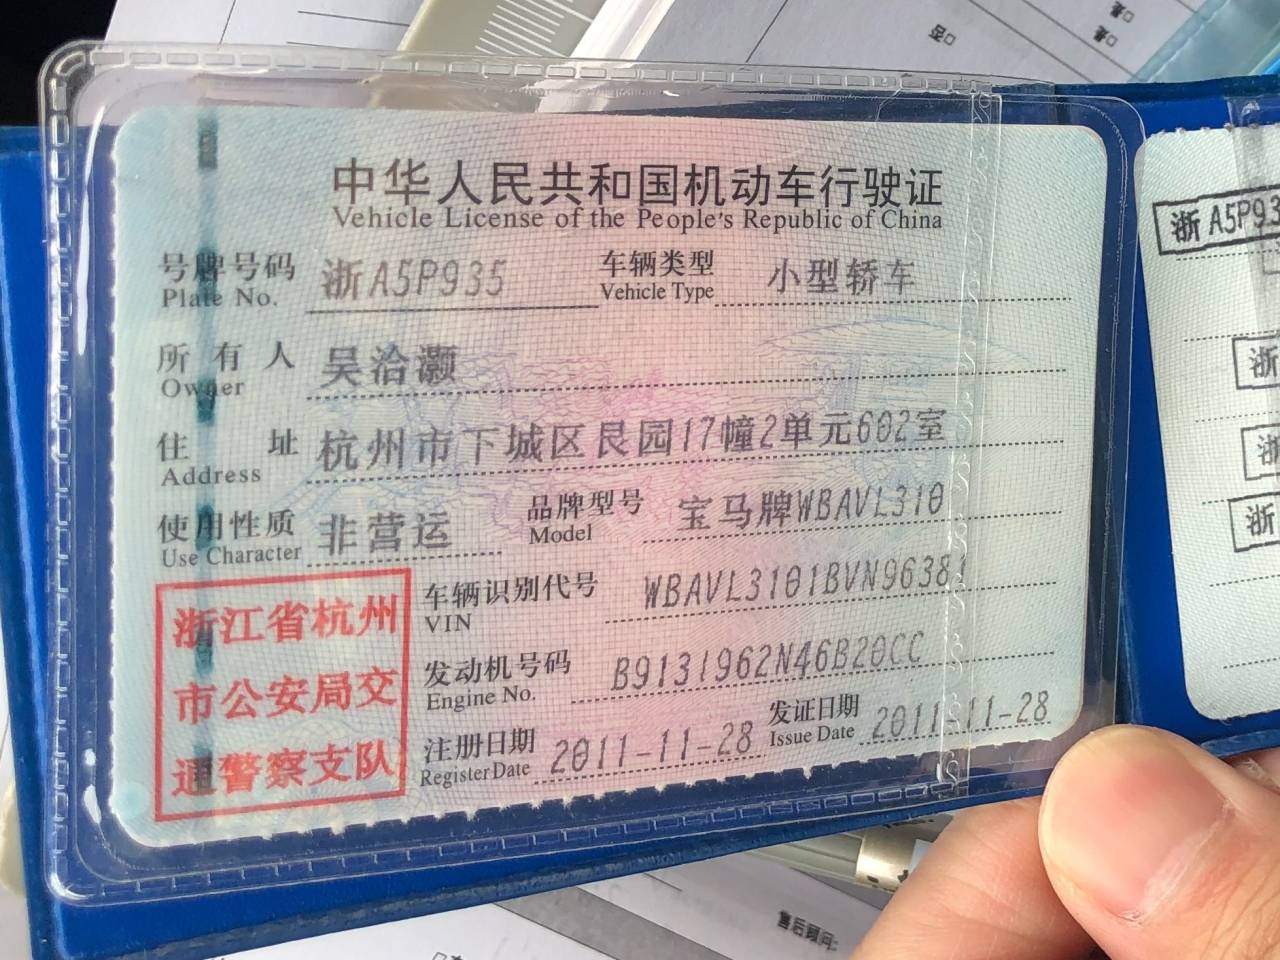 否
是
是
中华人民共和国机动车行驶证
Vehicle License of the People's Republic of China
号牌号码 浙A5P935 车辆类型 小型轿车
Plate No. Vehicle Type
所有人 吴洽灏
Owner
住址 杭州市下城区艮园17幢2单元602室
Address
使用性质 非营运 品牌型号 宝马牌WBAVL310
Use Character Model
车辆识别代号 WBAVL3101BVN96381
VIN
发动机号码 B9131962N46B20CC
Engine No.
注册日期 2011-11-28 发证日期 2011-11-28
Register Date Issue Date
浙江省杭州
市公安局交
通警察支队
浙A5P93
浙
浙
浙
售后顾问: